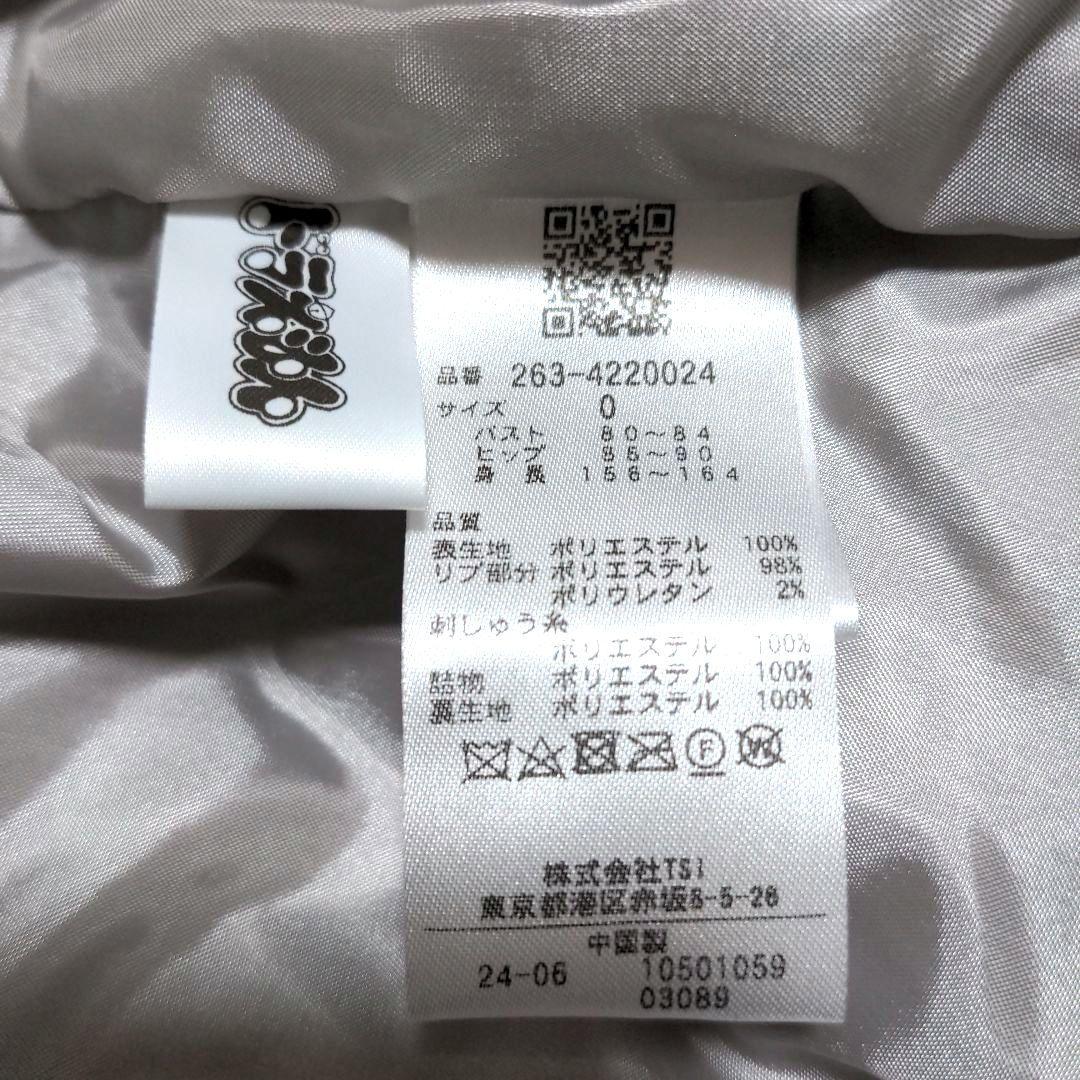 ドラえもん
品番 263-4220024
サイズ 0
バスト 80～84
ヒップ 85～90
身長 156～164
品質
表生地 ポリエステル 100%
リブ部分 ポリエステル 98%
ポリウレタン 2%
刺しゅう糸
ポリエステル 100%
詰物 ポリエステル 100%
裏生地 ポリエステル 100%
F
W
株式会社TSI
東京都港区赤坂8-5-28
中国製
24-06 10501059
03089